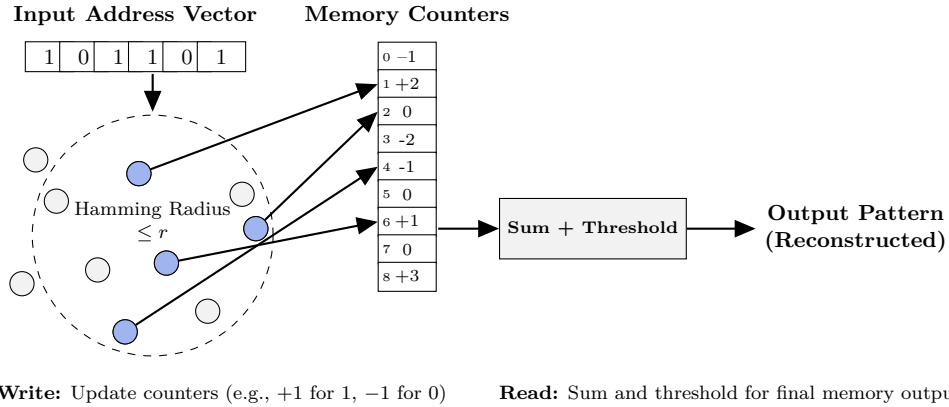 Input Address Vector
Memory Counters
1 0 1 1 0 1
0 −1
1 +2
2 0
3 -2
4 -1
5 0
6 +1
7 0
8 +3
Hamming Radius
≤ r
Sum + Threshold
Output Pattern
(Reconstructed)
Write: Update counters (e.g., +1 for 1, −1 for 0)
Read: Sum and threshold for final memory outpu